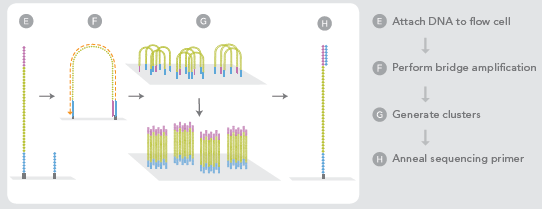 E
F
G
H
E Attach DNA to flow cell
F Perform bridge amplification
G Generate clusters
H Anneal sequencing primer